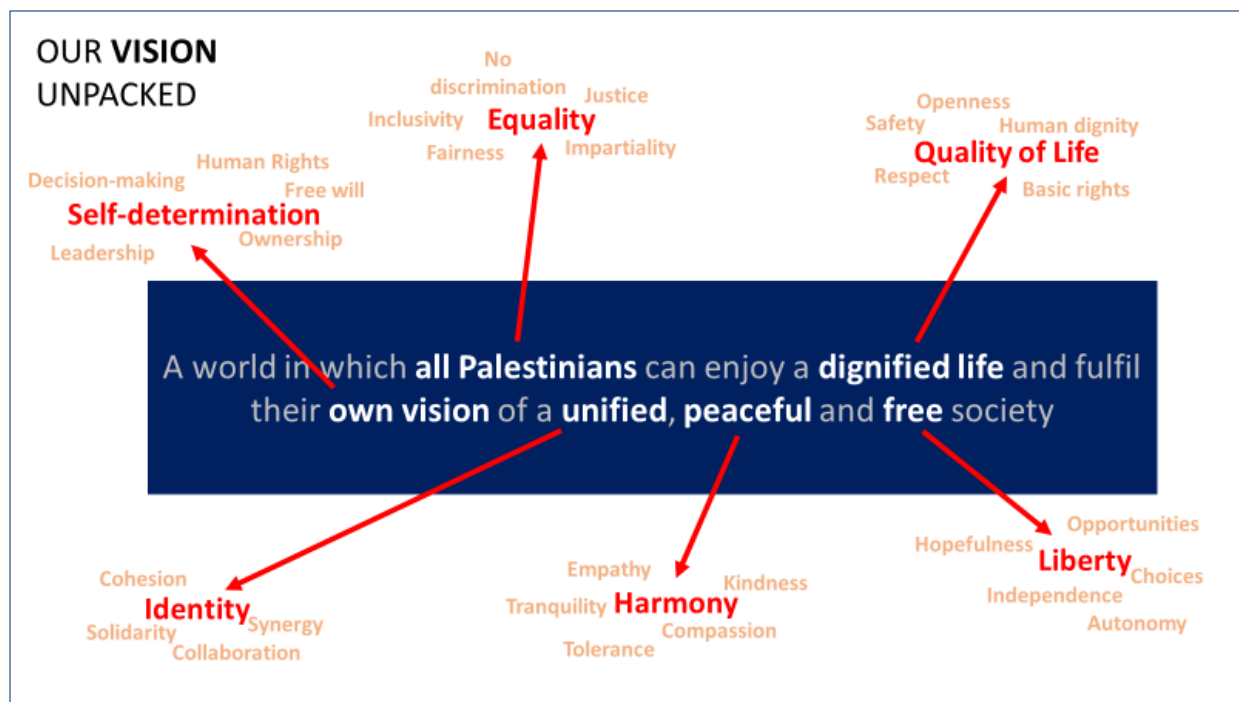 OUR VISION
UNPACKED
No
discrimination
Justice
Inclusivity
Equality
Fairness
Impartiality
Openness
Safety
Human dignity
Quality of Life
Respect
Basic rights
Human Rights
Decision-making
Free will
Self-determination
Ownership
Leadership
A world in which all Palestinians can enjoy a dignified life and fulfil
their own vision of a unified, peaceful and free society
Cohesion
Identity
Synergy
Solidarity
Collaboration
Empathy
Kindness
Tranquility
Harmony
Compassion
Tolerance
Opportunities
Hopefulness
Liberty
Choices
Independence
Autonomy